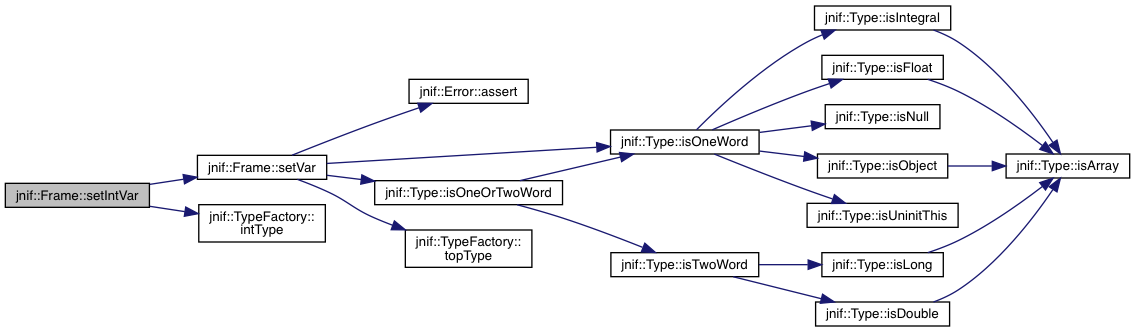 jnif::Frame::setIntVar
jnif::Frame::setVar
jnif::TypeFactory::
intType
jnif::Error::assert
jnif::Type::isOneOrTwoWord
jnif::TypeFactory::
topType
jnif::Type::isOneWord
jnif::Type::isTwoWord
jnif::Type::isIntegral
jnif::Type::isFloat
jnif::Type::isNull
jnif::Type::isObject
jnif::Type::isUninitThis
jnif::Type::isLong
jnif::Type::isDouble
jnif::Type::isArray